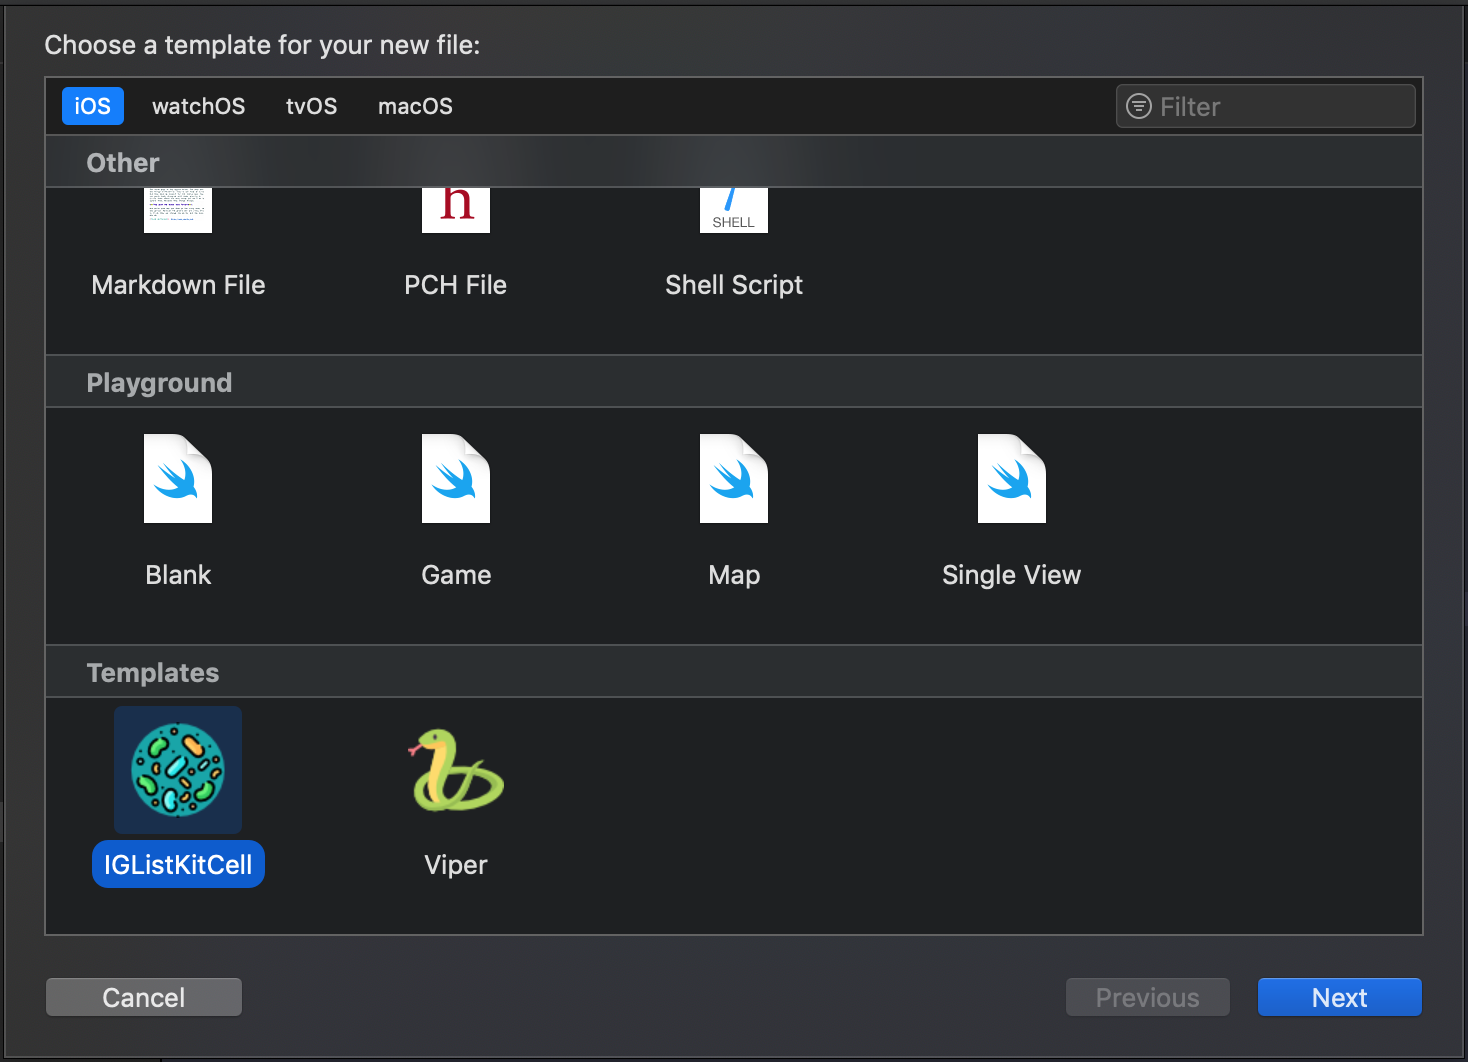 Choose a template for your new file:
iOS watchOS tvOS macOS Filter
Other
h SHELL
Markdown File PCH File Shell Script
Playground
Blank Game Map Single View
Templates
IGListKitCell Viper
Cancel Previous Next